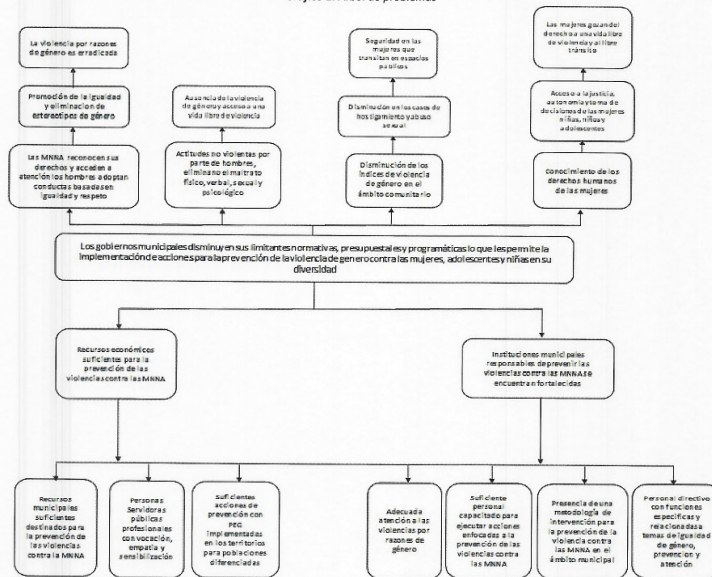 árbol de problemas
La violencia por razones
de género es erradicada
Promoción de la igualdad
y eliminacion de
estereotipos de género
Las MNNA reconocen sus
derechos y acceden a
atención los hombres adoptan
conductas basadas en
igualdad y respeto
Ausencia de la violencia
de género y acceso a una
vida libre de violencia
Actitudes no violentas por
parte de hombres,
eliminano el maltrato
físico, verbal, sexual y
psicológico
Seguridad en las
mujeres que
transitan en espacios
publicos
Disminución en los casos de
hostigamiento y abuso
sexual
Disminución de los
índices de violencia
de género en el
ámbito comunitario
Las mujeres gozan del
derecho a una vida libre
de violencia y al libre
tránsito
Acceso a la justicia,
autonomía y toma de
decisiones de las mujeres
niñas, niñas y
adolescentes
Conocimiento de los
derechos humanos
de las mujeres
Los gobiernos municipales disminuyen sus limitantes normativas, presupuestales y programáticas lo que les permite la
implementación de acciones para la prevención de la violencia de genero contra las mujeres, adolescentes y niñas en su
diversidad
Recursos económicos
suficientes para la
prevención de las
violencias contra las MNNA
Instituciones municipales
responsables de prevenir las
violencias contra las MNNA se
encuentran fortalecidas
Recursos
municipales
suficientes
destinados para
la prevención de
las violencias
contra la MNNA
Personas
Servidoras
públicas
profesionales
con vocación,
empatía y
sensibilización
Suficientes
acciones de
prevención con
PEG
implementadas
en los territorios
para poblaciones
diferenciadas
Adecuada
atención a las
violencias por
razones de
género
Suficiente
personal
capacitado para
ejecutar acciones
enfocadas a la
prevención de las
violencias contra
las MNNA
Presencia de una
metodología de
intervención para
la prevención de
la violencia contra
las MNNA en el
ámbito municipal
Personal directivo
con funciones
especificas y
relacionadas a
temas de igualdad
de género,
prevencion y
atención